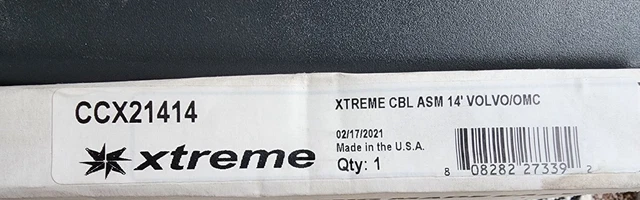 CCX21414
xtreme
XTREME CBL ASM 14' VOLVO/OMC
02/17/2021
Made in the U.S.A.
Qty: 1
8 08282 27339 2